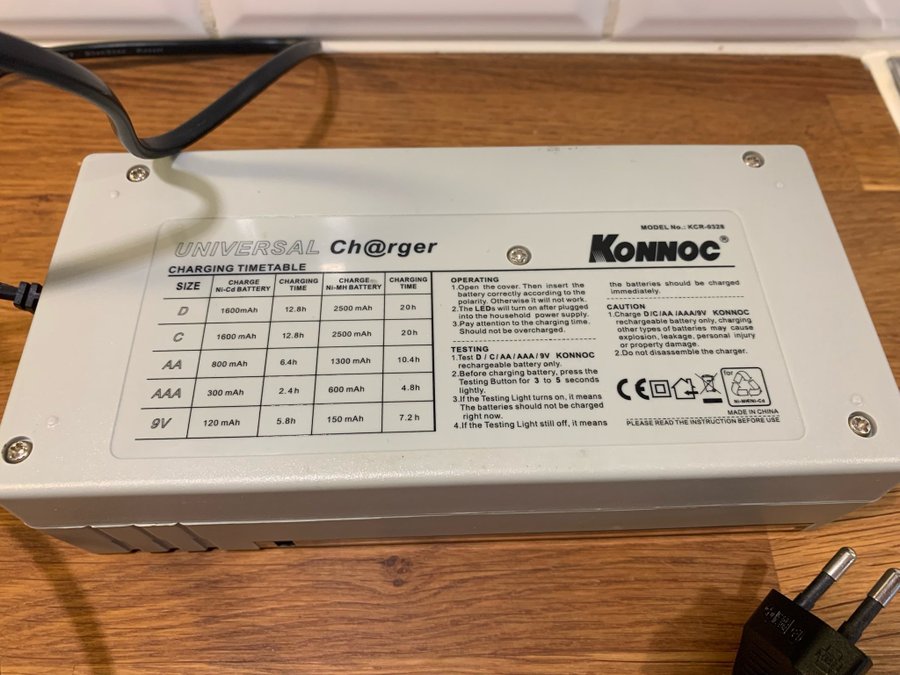 UNIVERSAL Ch@rger
MODEL No.: KCR-0328
KONNOC®
CHARGING TIMETABLE
SIZE CHARGE Ni-Cd BATTERY CHARGING TIME CHARGE Ni-MH BATTERY CHARGING TIME
D 1600mAh 12.8h 2500 mAh 20h
C 1600 mAh 12.8h 2500 mAh 20h
AA 800 mAh 6.4h 1300 mAh 10.4h
AAA 300 mAh 2.4h 600 mAh 4.8h
9V 120 mAh 5.8h 150 mAh 7.2h
OPERATING
1.Open the cover. Then insert the
battery correctly according to the
polarity. Otherwise it will not work.
2.The LEDs will turn on after plugged
into the household power supply.
3.Pay attention to the charging time.
Should not be overcharged.
TESTING
1.Test D/C/AA/AAA/9V KONNOC
rechargeable battery only.
2.Before charging battery, press the
Testing Button for 3 to 5 seconds
lightly.
3.If the Testing Light turns on, it means
The batteries should not be charged
right now.
4.If the Testing Light still off, it means
the batteries should be charged
immediately.
CAUTION
1.Charge D/C/AA/AAA/9V KONNOC
rechargeable battery only, charging
other types of batteries may cause
explosion, leakage, personal injury
or property damage.
2.Do not disassemble the charger.
CE
for
Ni-MH/Ni-Cd
MADE IN CHINA
PLEASE READ THE INSTRUCTION BEFORE USE